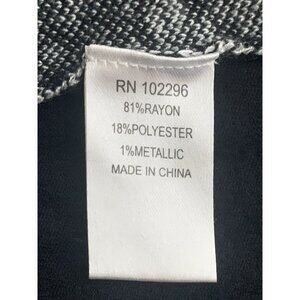 RN 102296
81%RAYON
18%POLYESTER
1%METALLIC
MADE IN CHINA